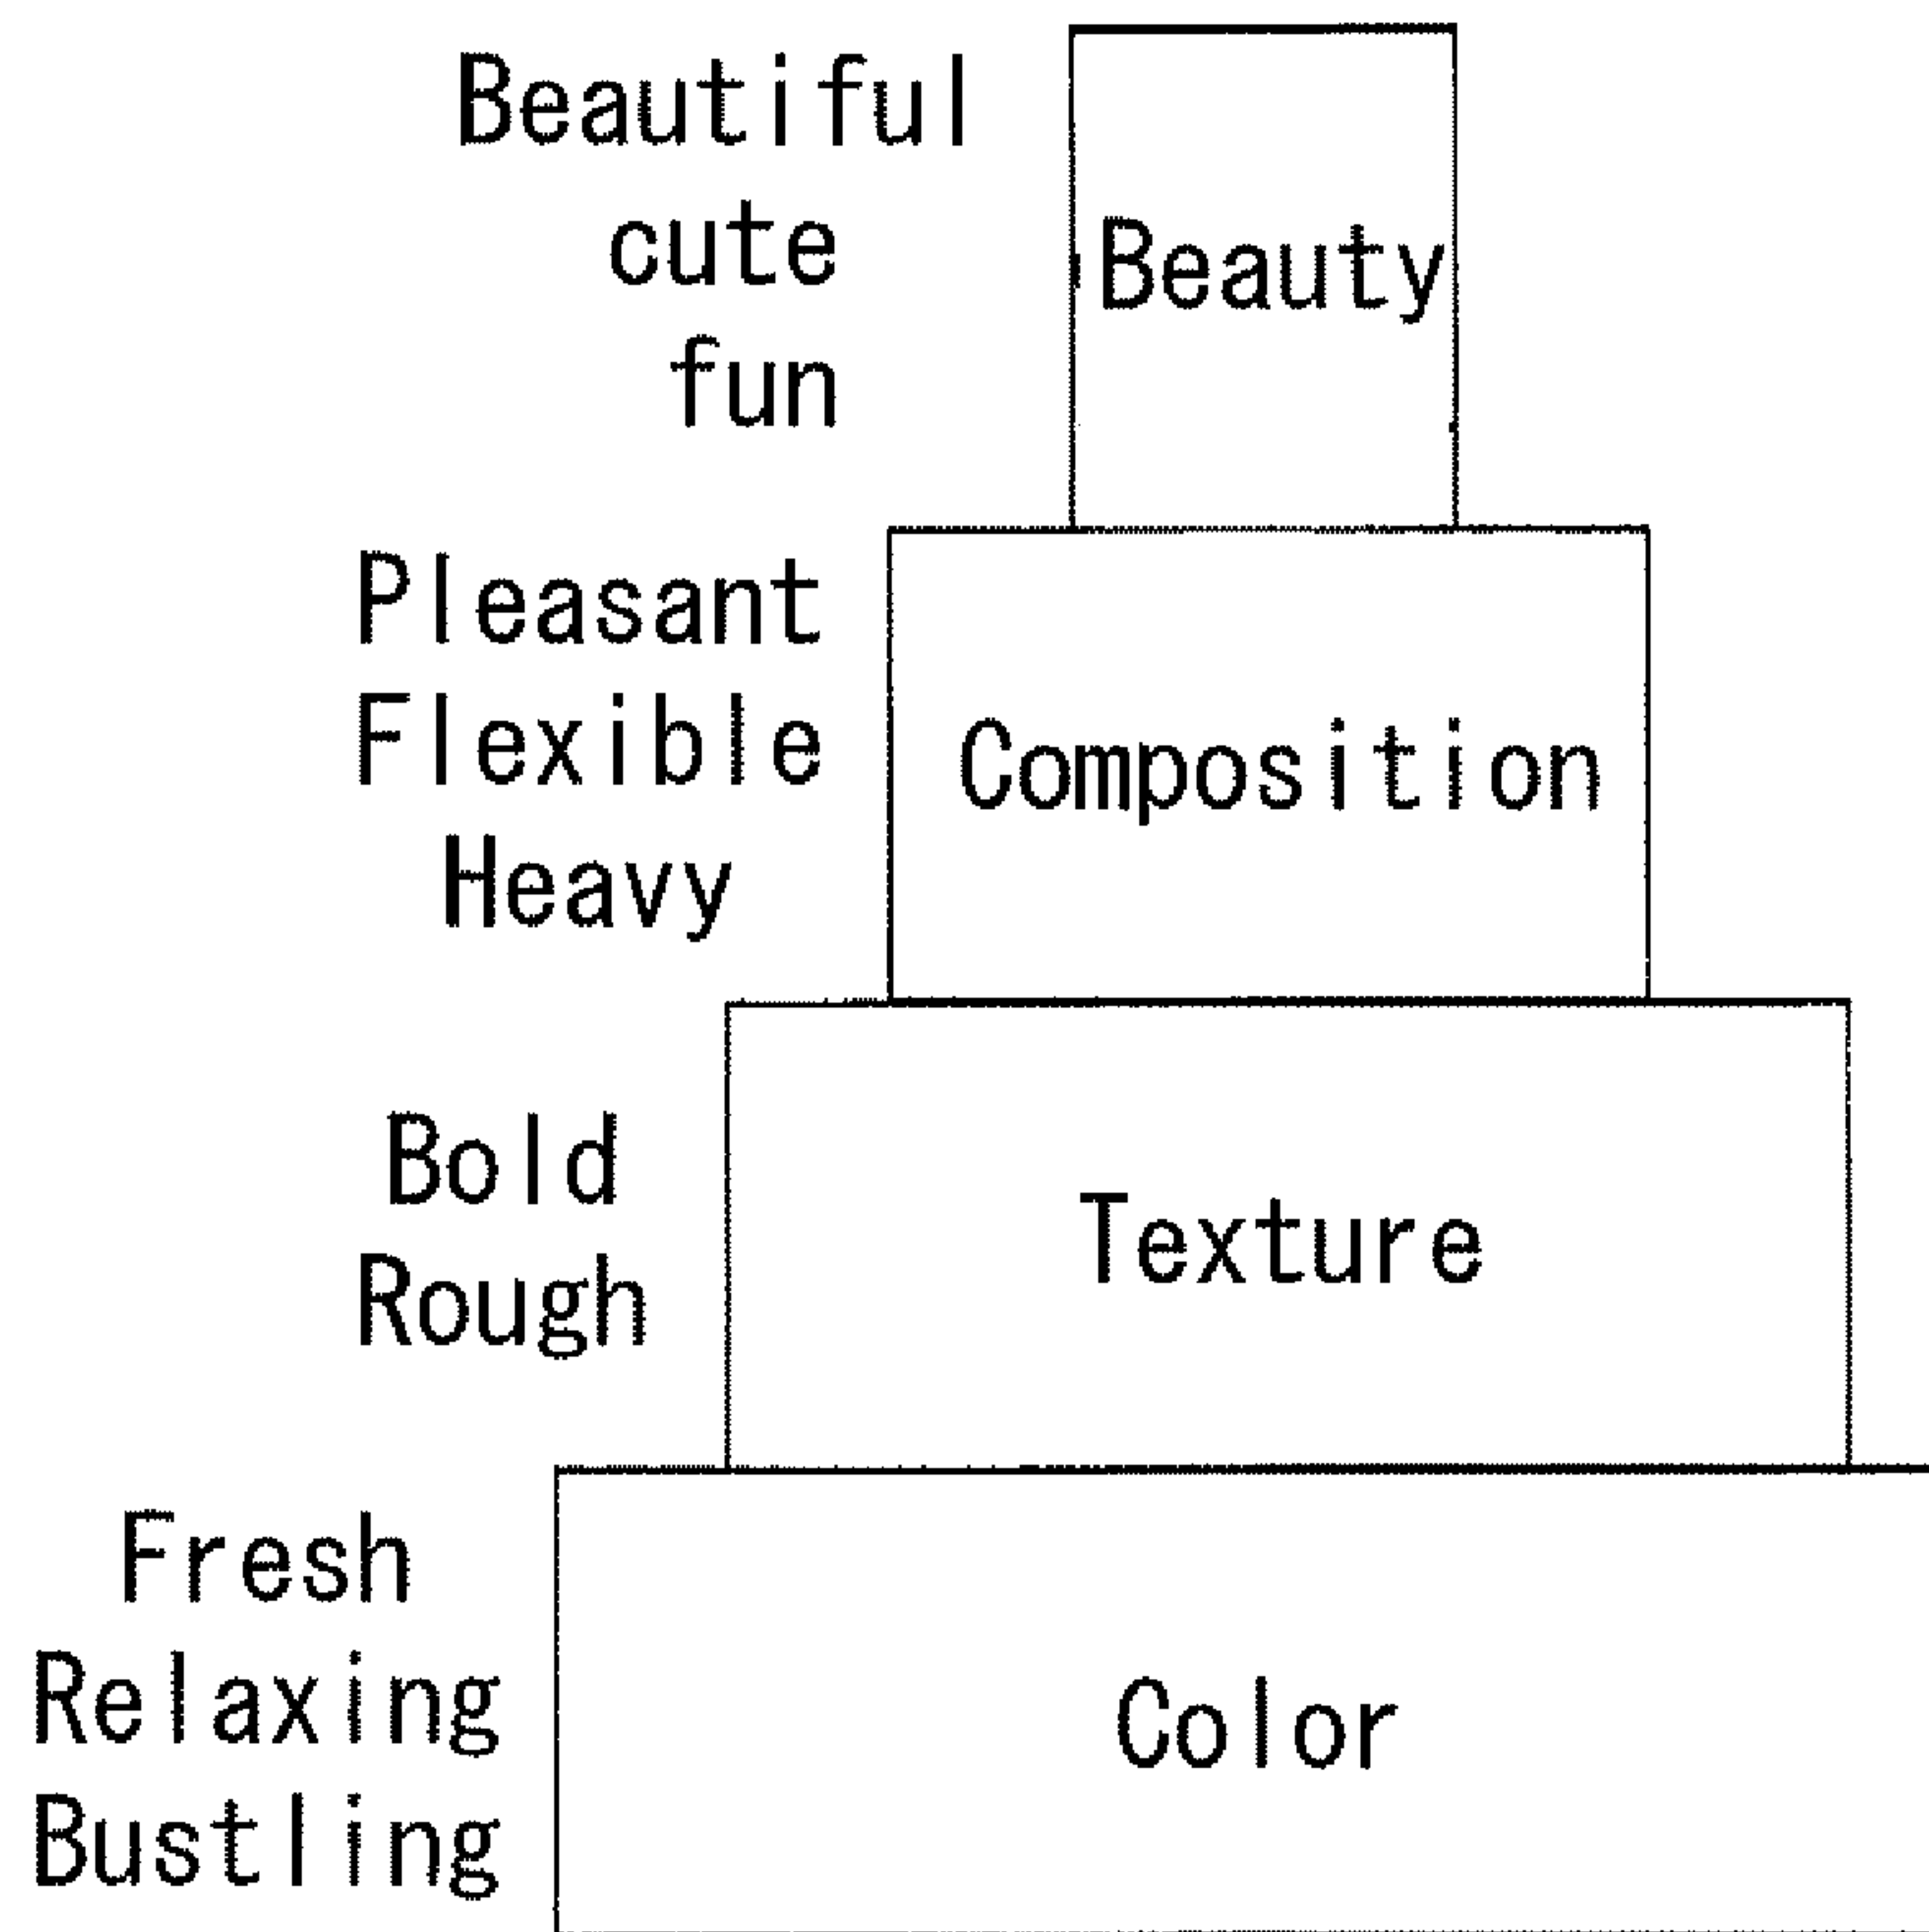 Beautiful
cute
fun
Beauty
Pleasant
Flexible
Heavy
Composition
Bold
Rough
Texture
Fresh
Relaxing
Bustling
Color